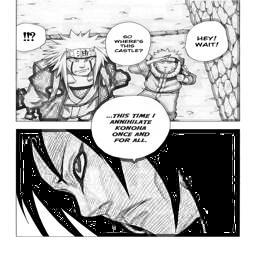 !!?
SO
WHERE'S
THIS
CASTLE?
HEY!
WAIT!
...THIS TIME I
ANNIHILATE
KONOHA
ONCE AND
FOR ALL.